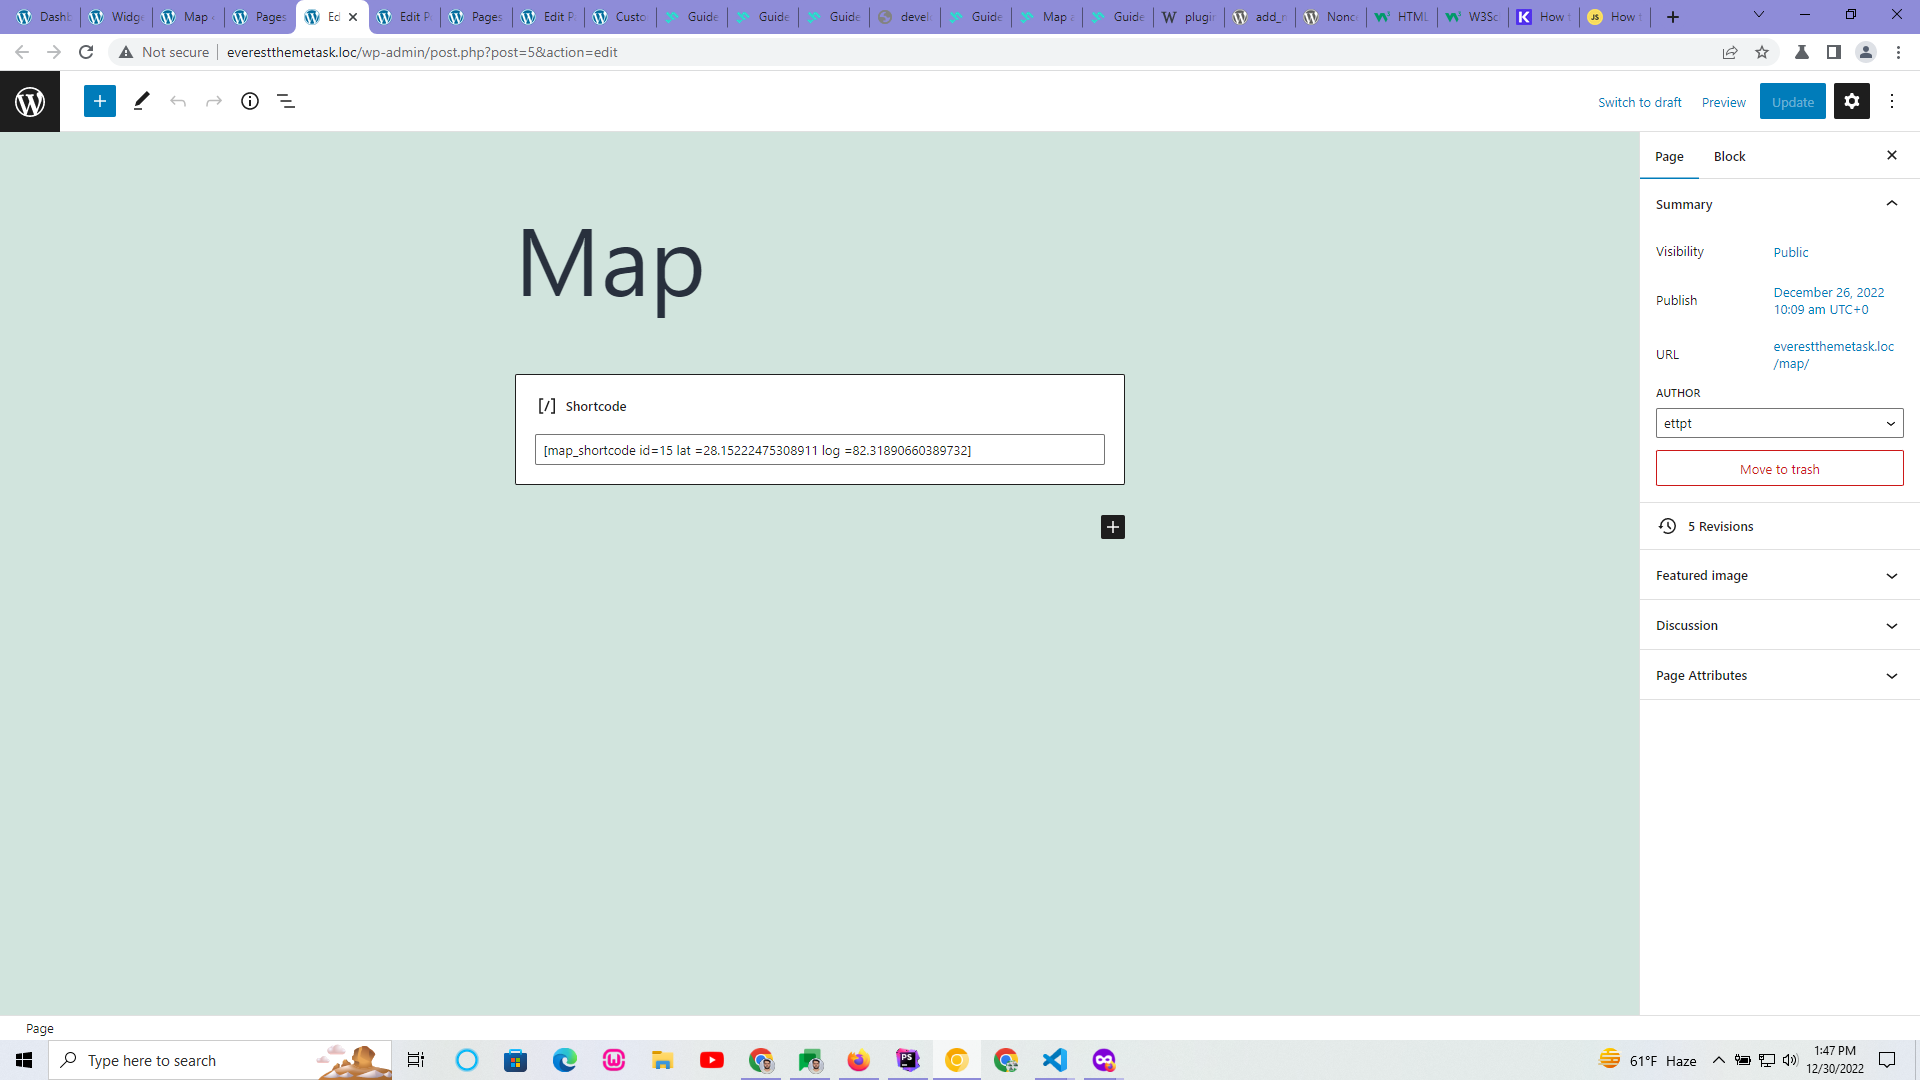 Dashb
Widge
Map
Pages
Ed
Edit P
Pages
Edit P
Custo
Guide
Guide
Guide
devel
Guide
Map a
Guide
plugin
add_
Nonc
HTML
W3Sc
How
How
Not secure
everestthemetask.loc/wp-admin/post.php?post=5&action=edit
Switch to draft
Preview
Update
Page
Block
Summary
Map
Visibility
Public
Publish
December 26, 2022
10:09 am UTC+0
URL
everestthemetask.loc
/map/
AUTHOR
ettpt
[/] Shortcode
[map_shortcode id=15 lat =28.15222475308911 log =82.31890660389732]
Move to trash
5 Revisions
Featured image
Discussion
Page Attributes
Page
Type here to search
61°F Haze
1:47 PM
12/30/2022